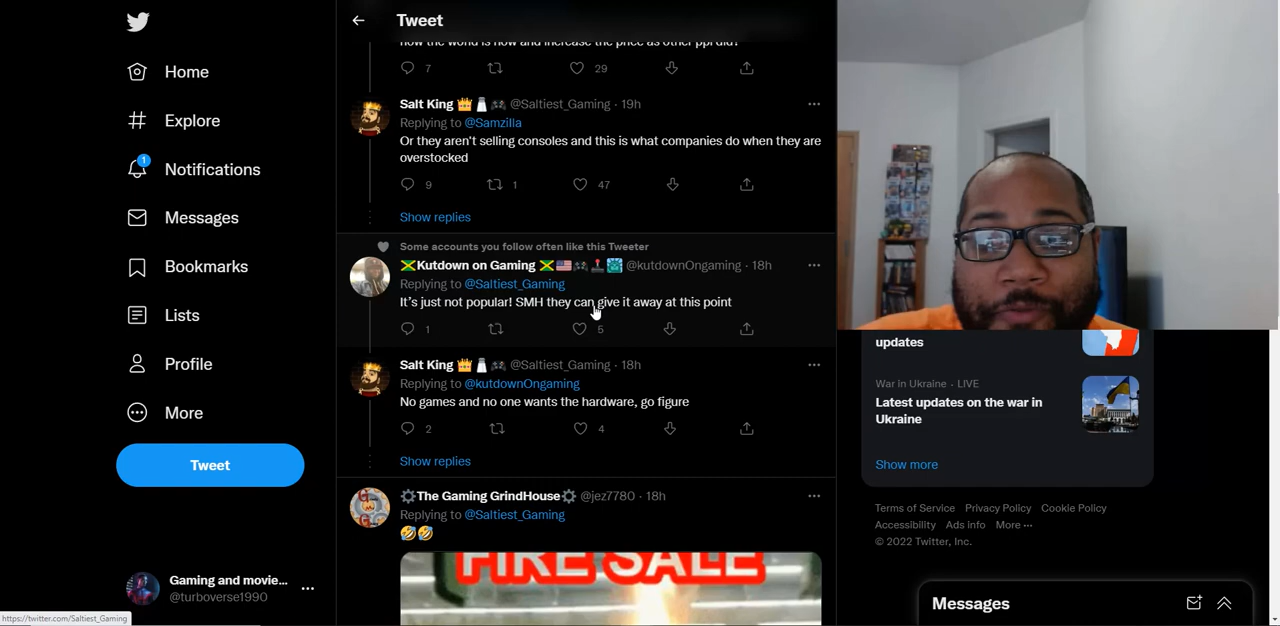 Tweet
now the world is now and increase the price as other ppl did?
7 29
Salt King @Saltiest_Gaming · 19h
Replying to @Samzilla
Or they aren't selling consoles and this is what companies do when they are
overstocked
9 1 47
Show replies
Some accounts you follow often like this Tweeter
Kutdown on Gaming @kutdownOngaming · 18h
Replying to @Saltiest_Gaming
It's just not popular! SMH they can give it away at this point
1 5
Salt King @Saltiest_Gaming · 18h
Replying to @kutdownOngaming
No games and no one wants the hardware, go figure
2 4
Show replies
The Gaming GrindHouse @jez7780 · 18h
Replying to @Saltiest_Gaming
FIRE SALE
Home
Explore
1
Notifications
Messages
Bookmarks
Lists
Profile
More
Tweet
Gaming and movie...
@turboverse1990
https://twitter.com/Saltiest_Gaming
updates
War in Ukraine · LIVE
Latest updates on the war in
Ukraine
Show more
Terms of Service Privacy Policy Cookie Policy
Accessibility Ads info More ···
© 2022 Twitter, Inc.
Messages